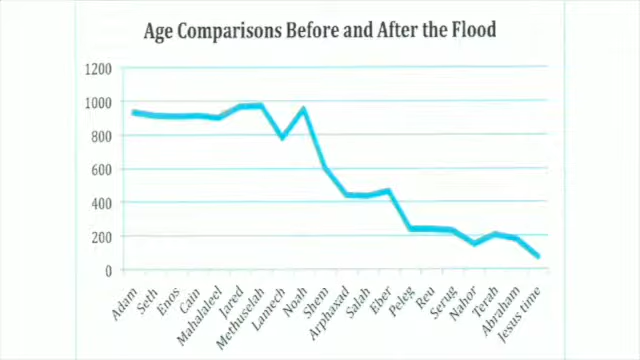 Age Comparisons Before and After the Flood
1200
1000
800
600
400
200
0
Adam
Seth
Enos
Cain
Mahalaleel
Jared
Methuselah
Lamech
Noah
Shem
Arphaxad
Salah
Eber
Peleg
Reu
Serug
Nahor
Terah
Abraham
Jesus time